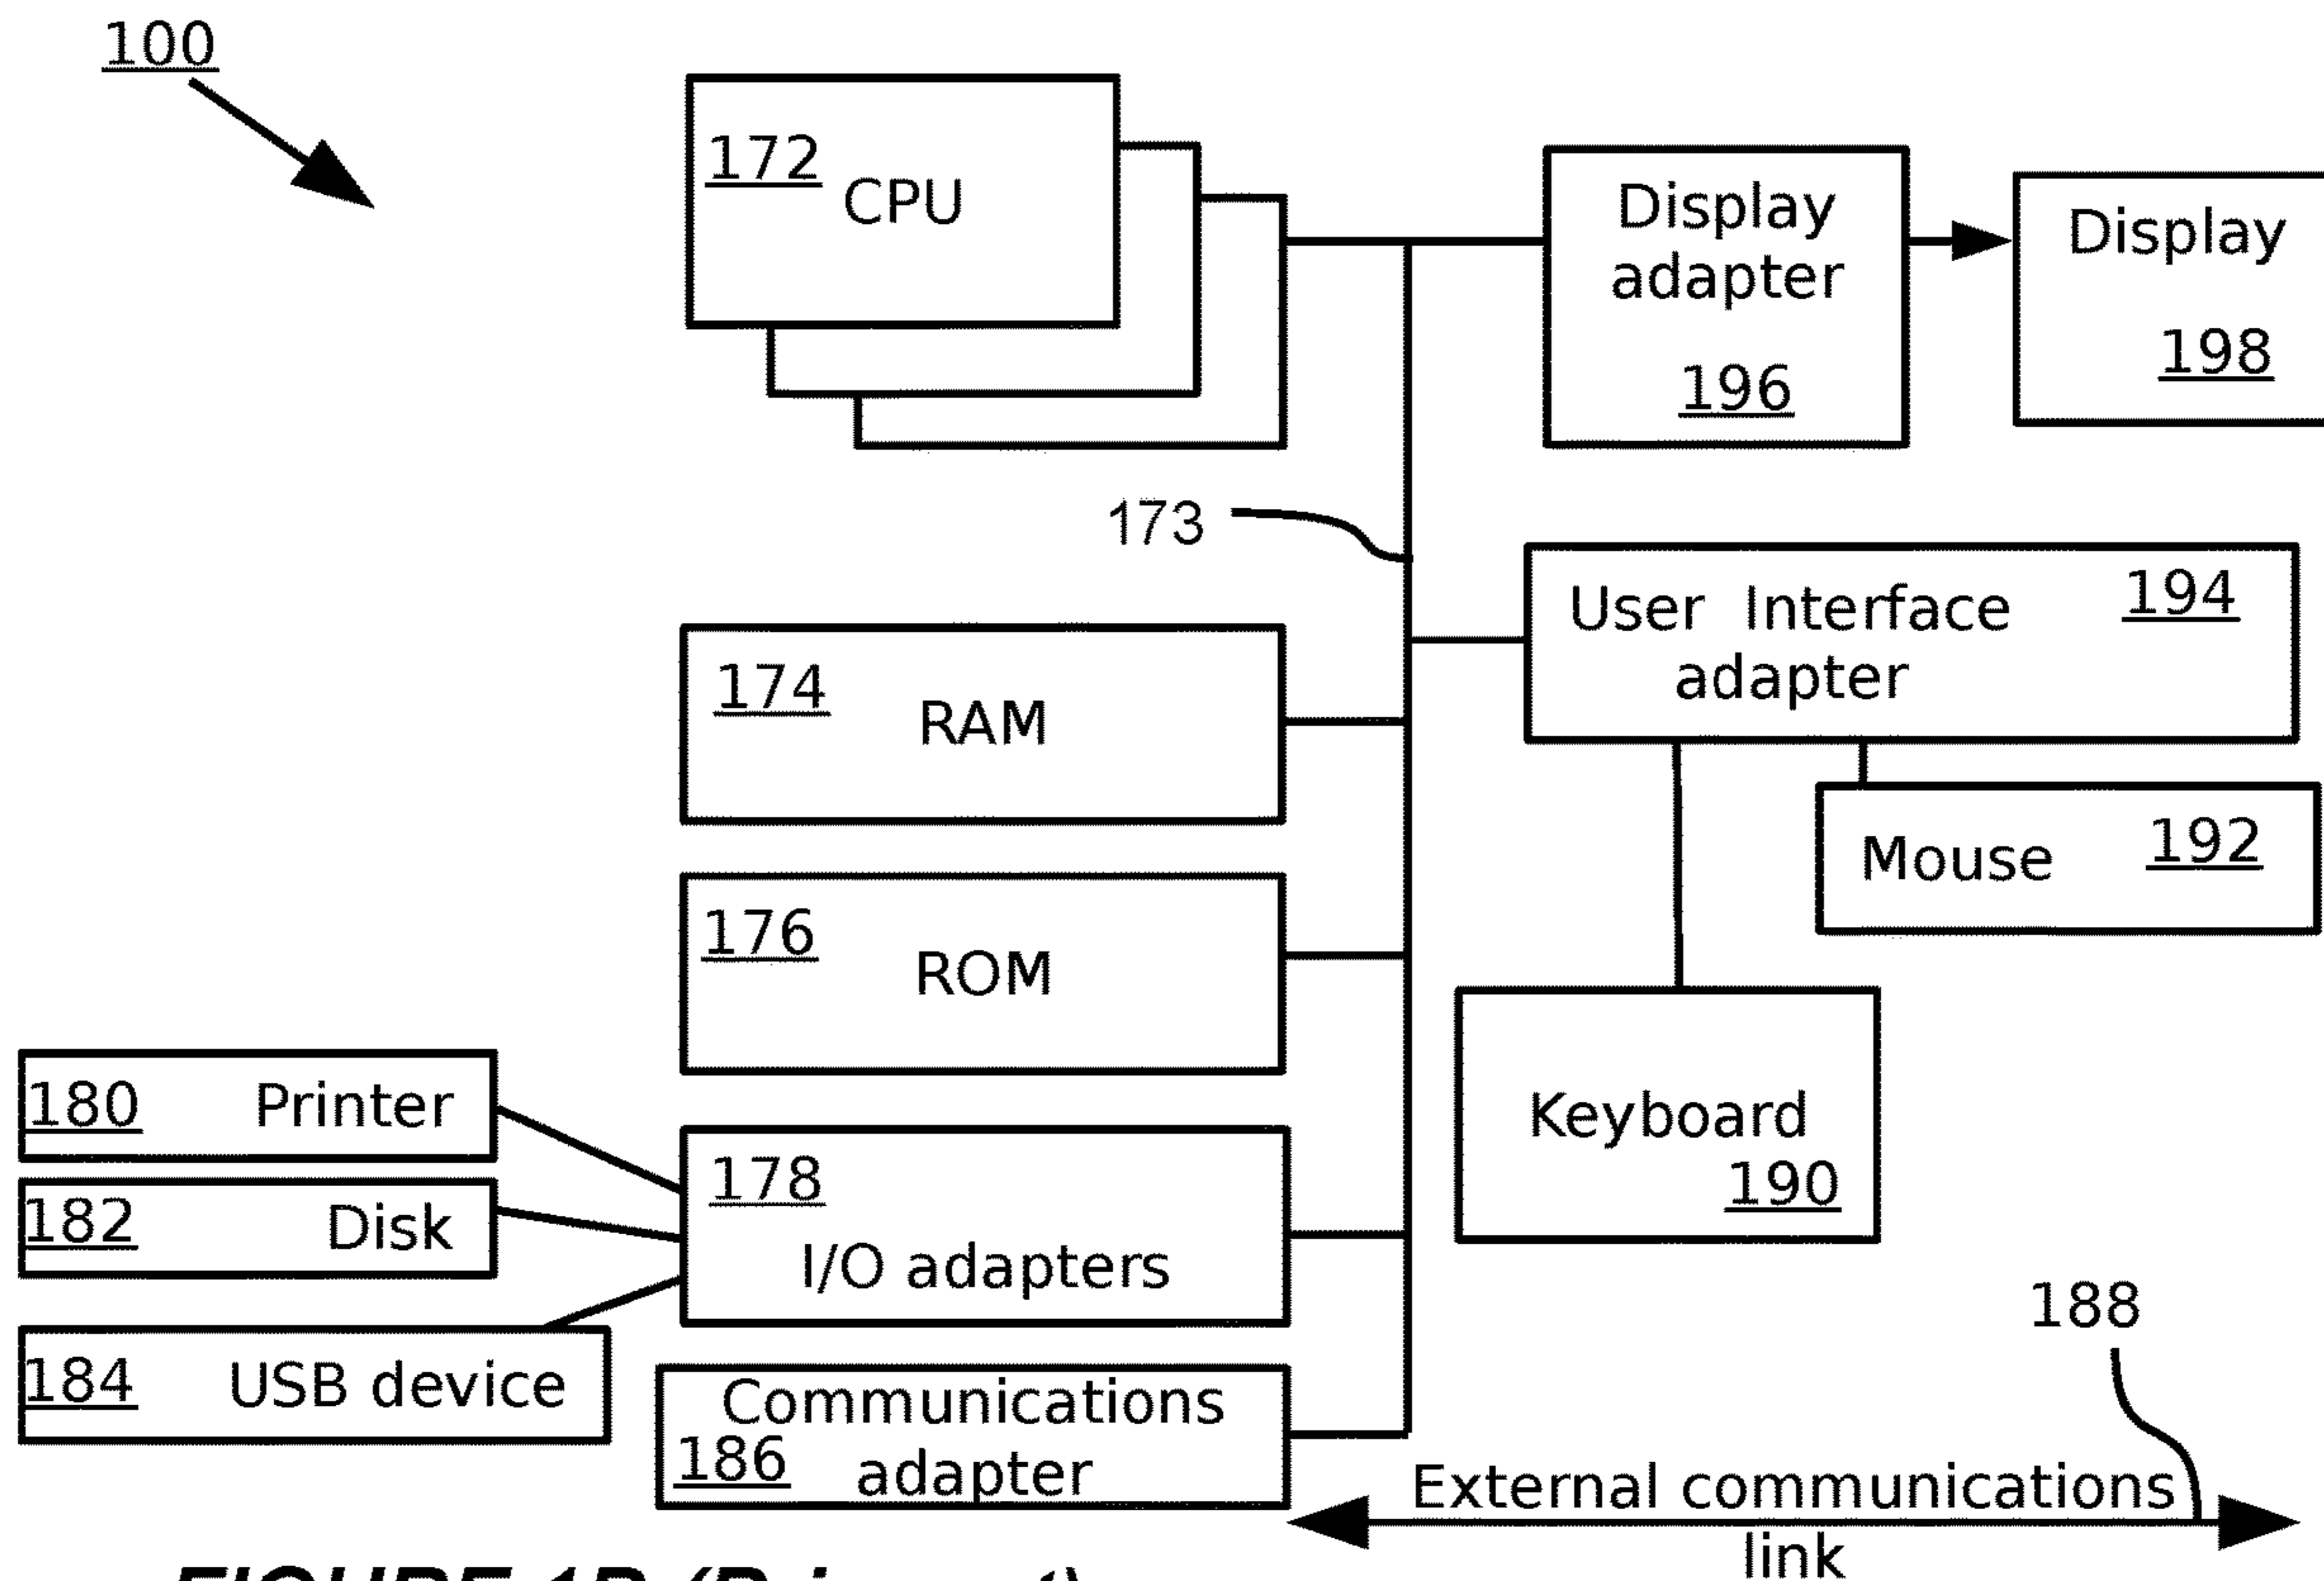 100
172
CPU
Display
adapter
196
Display
198
173
User Interface
adapter
194
174
RAM
Mouse
192
176
ROM
Keyboard
190
180
Printer
182
Disk
184
USB device
178
I/O adapters
Communications
adapter
186
188
External communications
link